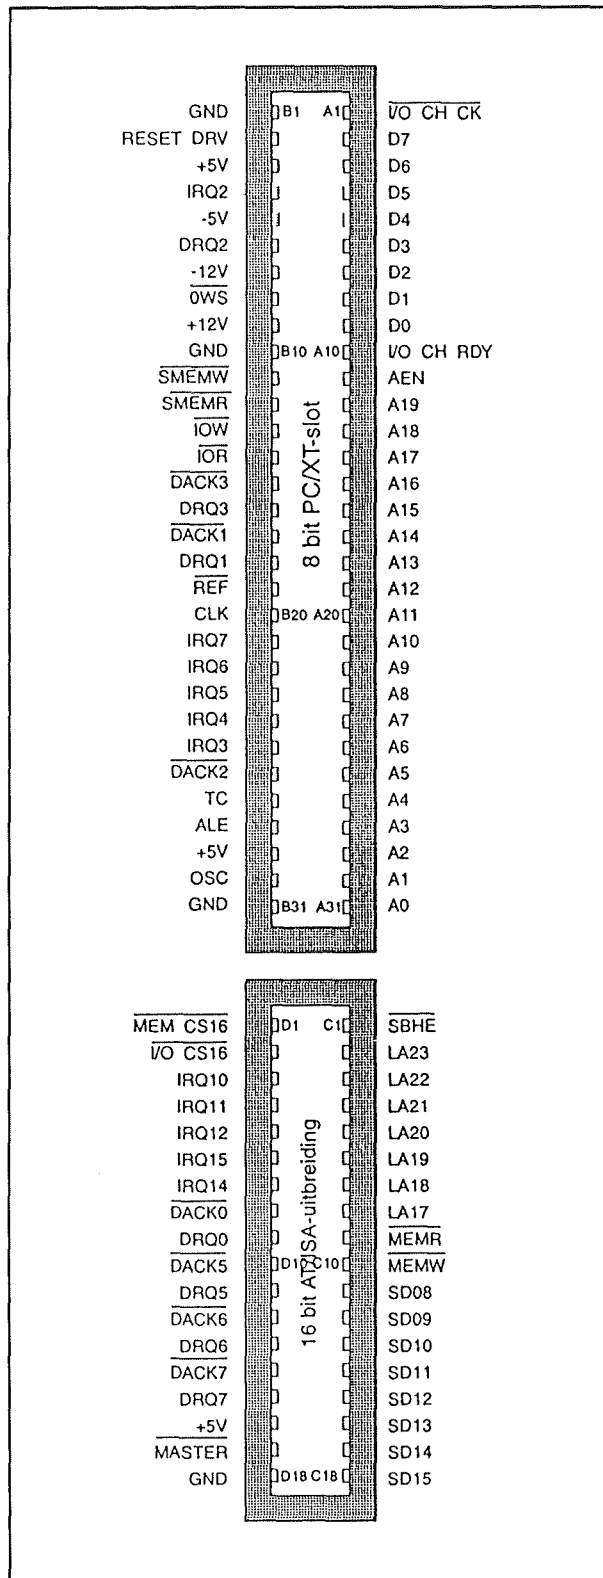 GND B1 A1 I/O CH CK
RESET DRV D7
+5V D6
IRQ2 D5
-5V D4
DRQ2 D3
-12V D2
0WS D1
+12V D0
GND B10 A10 I/O CH RDY
SMEMW AEN
SMEMR A19
IOW A18
IOR A17
DACK3 A16
DRQ3 A15
DACK1 A14
DRQ1 A13
REF A12
CLK B20 A20 A11
IRQ7 A10
IRQ6 A9
IRQ5 A8
IRQ4 A7
IRQ3 A6
DACK2 A5
TC A4
ALE A3
+5V A2
OSC A1
GND B31 A31 A0
8 bit PC/XT-slot
MEM CS16 D1 C1 SBHE
I/O CS16 LA23
IRQ10 LA22
IRQ11 LA21
IRQ12 LA20
IRQ15 LA19
IRQ14 LA18
DACK0 LA17
DRQ0 MEMR
DACK5 D10 C10 MEMW
DRQ5 SD08
DACK6 SD09
DRQ6 SD10
DACK7 SD11
DRQ7 SD12
+5V SD13
MASTER SD14
GND D18 C18 SD15
16 bit AT/ISA-uitbreiding